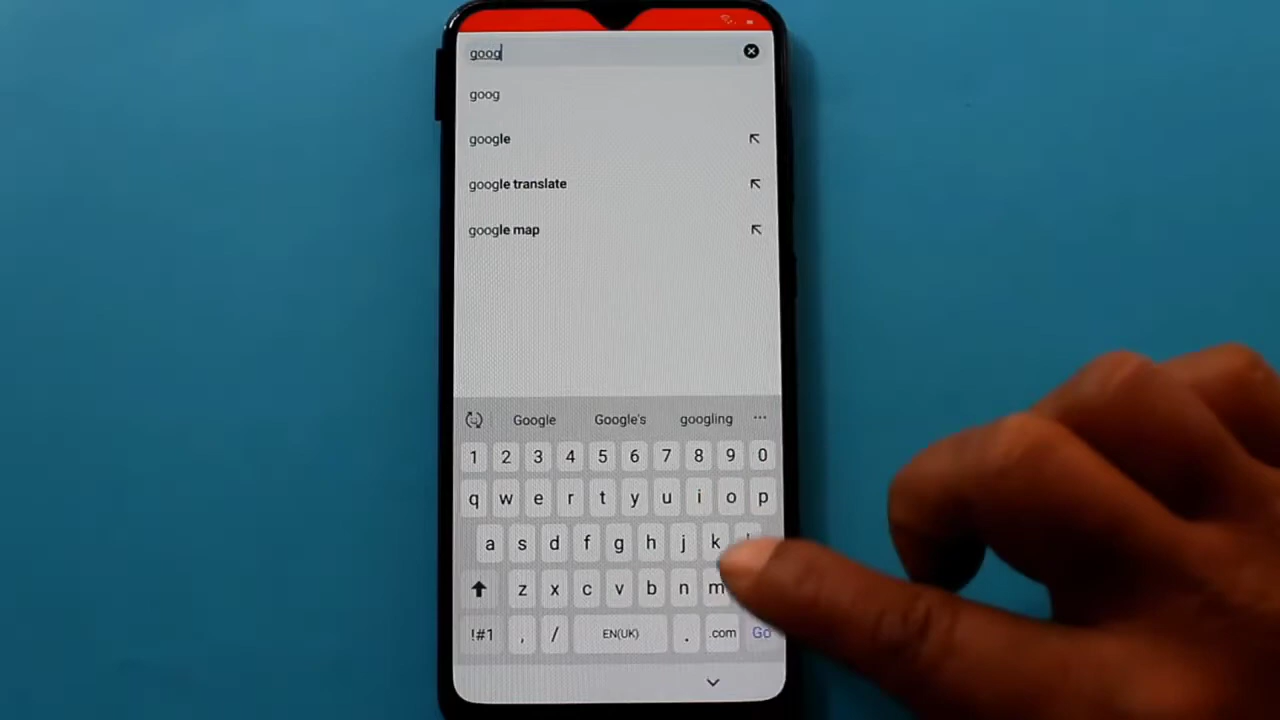 goog
goog
google
google translate
google map
Google Google's googling ...
1 2 3 4 5 6 7 8 9 0
q w e r t y u i o p
a s d f g h j k
z x c v b n m
!#1 , / EN(UK) . .com Go